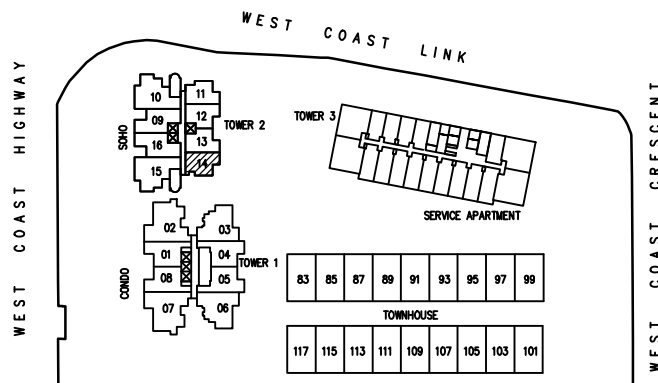 WEST COAST LINK
WEST COAST HIGHWAY
WEST COAST CRESCENT
10 11
09 12
SOHO
TOWER 2
16 13
15 14
TOWER 3
SERVICE APARTMENT
02 03
01 04
TOWER 1
CONDO
08 05
07 06
83 85 87 89 91 93 95 97 99
TOWNHOUSE
117 115 113 111 109 107 105 103 101